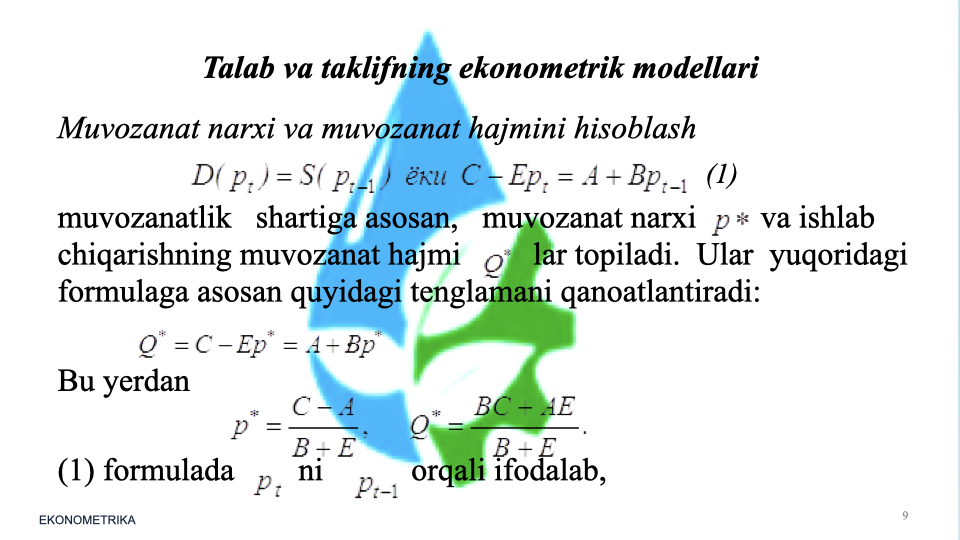 Talab va taklifning ekonometrik modellari
Muvozanat narxi va muvozanat hajmini hisoblash
D( p_t ) = S( p_{t-1} ) ёки C − Ep_t = A + Bp_{t-1} (1)
muvozanatlik shartiga asosan, muvozanat narxi p * va ishlab
chiqarishning muvozanat hajmi Q^* lar topiladi. Ular yuqoridagi
formulaga asosan quyidagi tenglamani qanoatlantiradi:
Q^* = C − Ep^* = A + Bp^*
Bu yerdan
p^* = \frac{C − A}{B + E}, Q^* = \frac{BC + AE}{B + E}.
(1) formulada p_t ni p_{t-1} orqali ifodalab,
EKONOMETRIKA
9